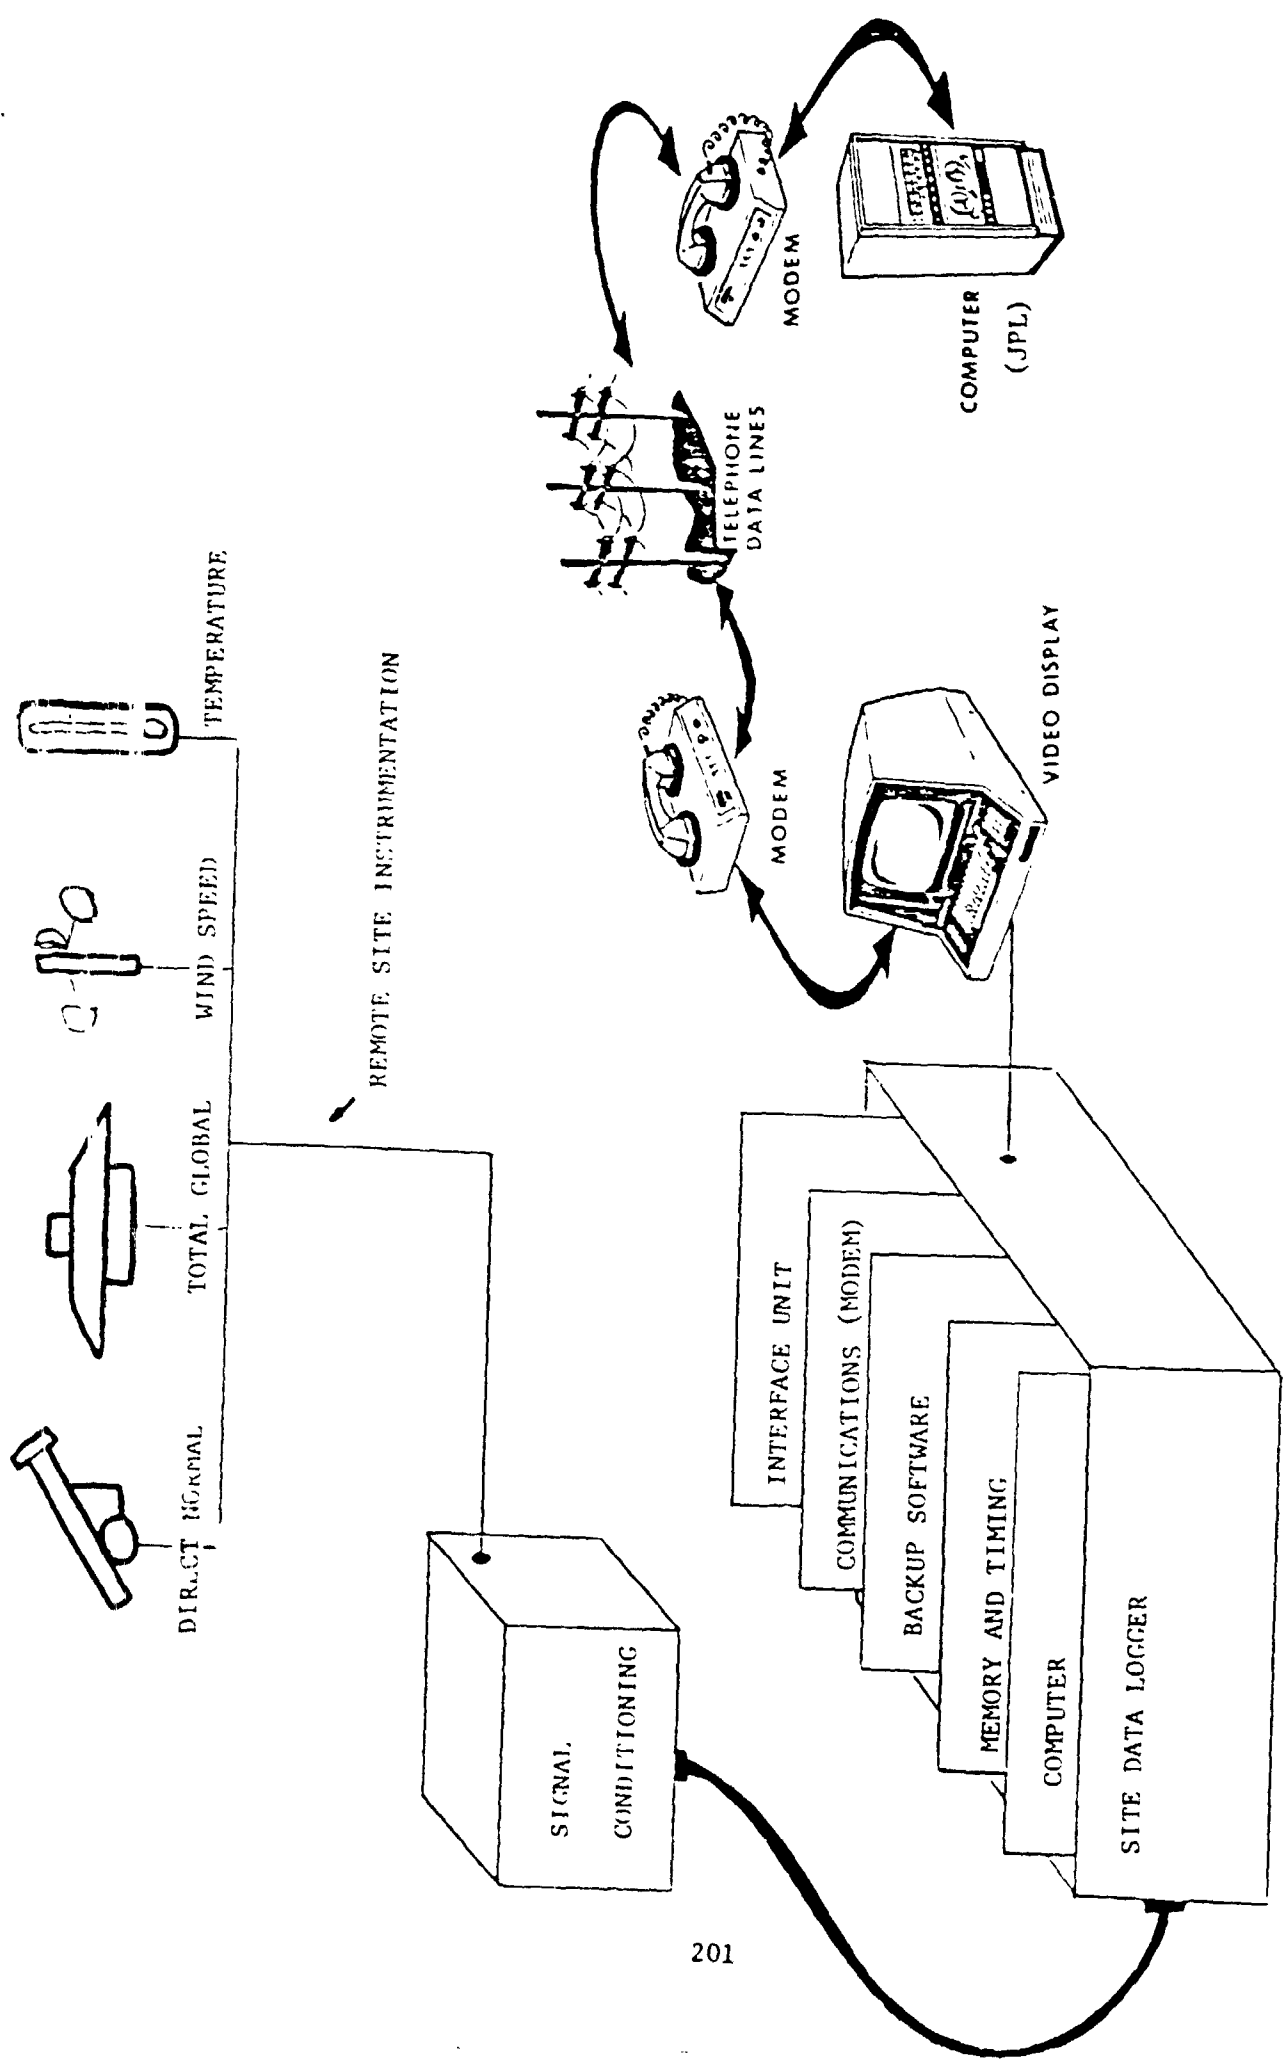 DIRECT NORMAL
TOTAL GLOBAL
WIND SPEED
TEMPERATURE
REMOTE SITE INSTRUMENTATION
SIGNAL
CONDITIONING
TELEPHONE
DATA LINES
MODEM
MODEM
INTERFACE UNIT
COMMUNICATIONS (MODEM)
BACKUP SOFTWARE
MEMORY AND TIMING
COMPUTER
SITE DATA LOGGER
VIDEO DISPLAY
COMPUTER
(JPL)
201